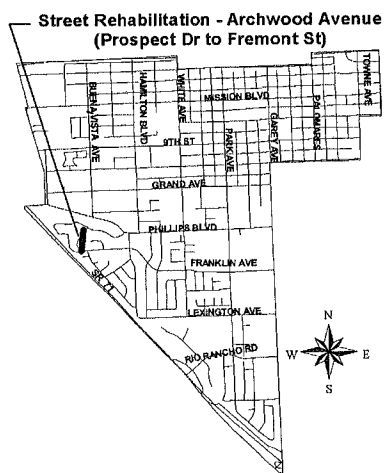 Street Rehabilitation - Archwood Avenue
(Prospect Dr to Fremont St)
TOWNE AVE
BUENA VISTA AVE
HAMILTON BLVD
WHITE AVE
MISSION BLVD
PALOMARES
GAREY AVE
PARK AVE
9TH ST
GRAND AVE
PHILLIPS BLVD
FRANKLIN AVE
SR 71
LEXINGTON AVE
RIO RANCHO RD
N
W
E
S